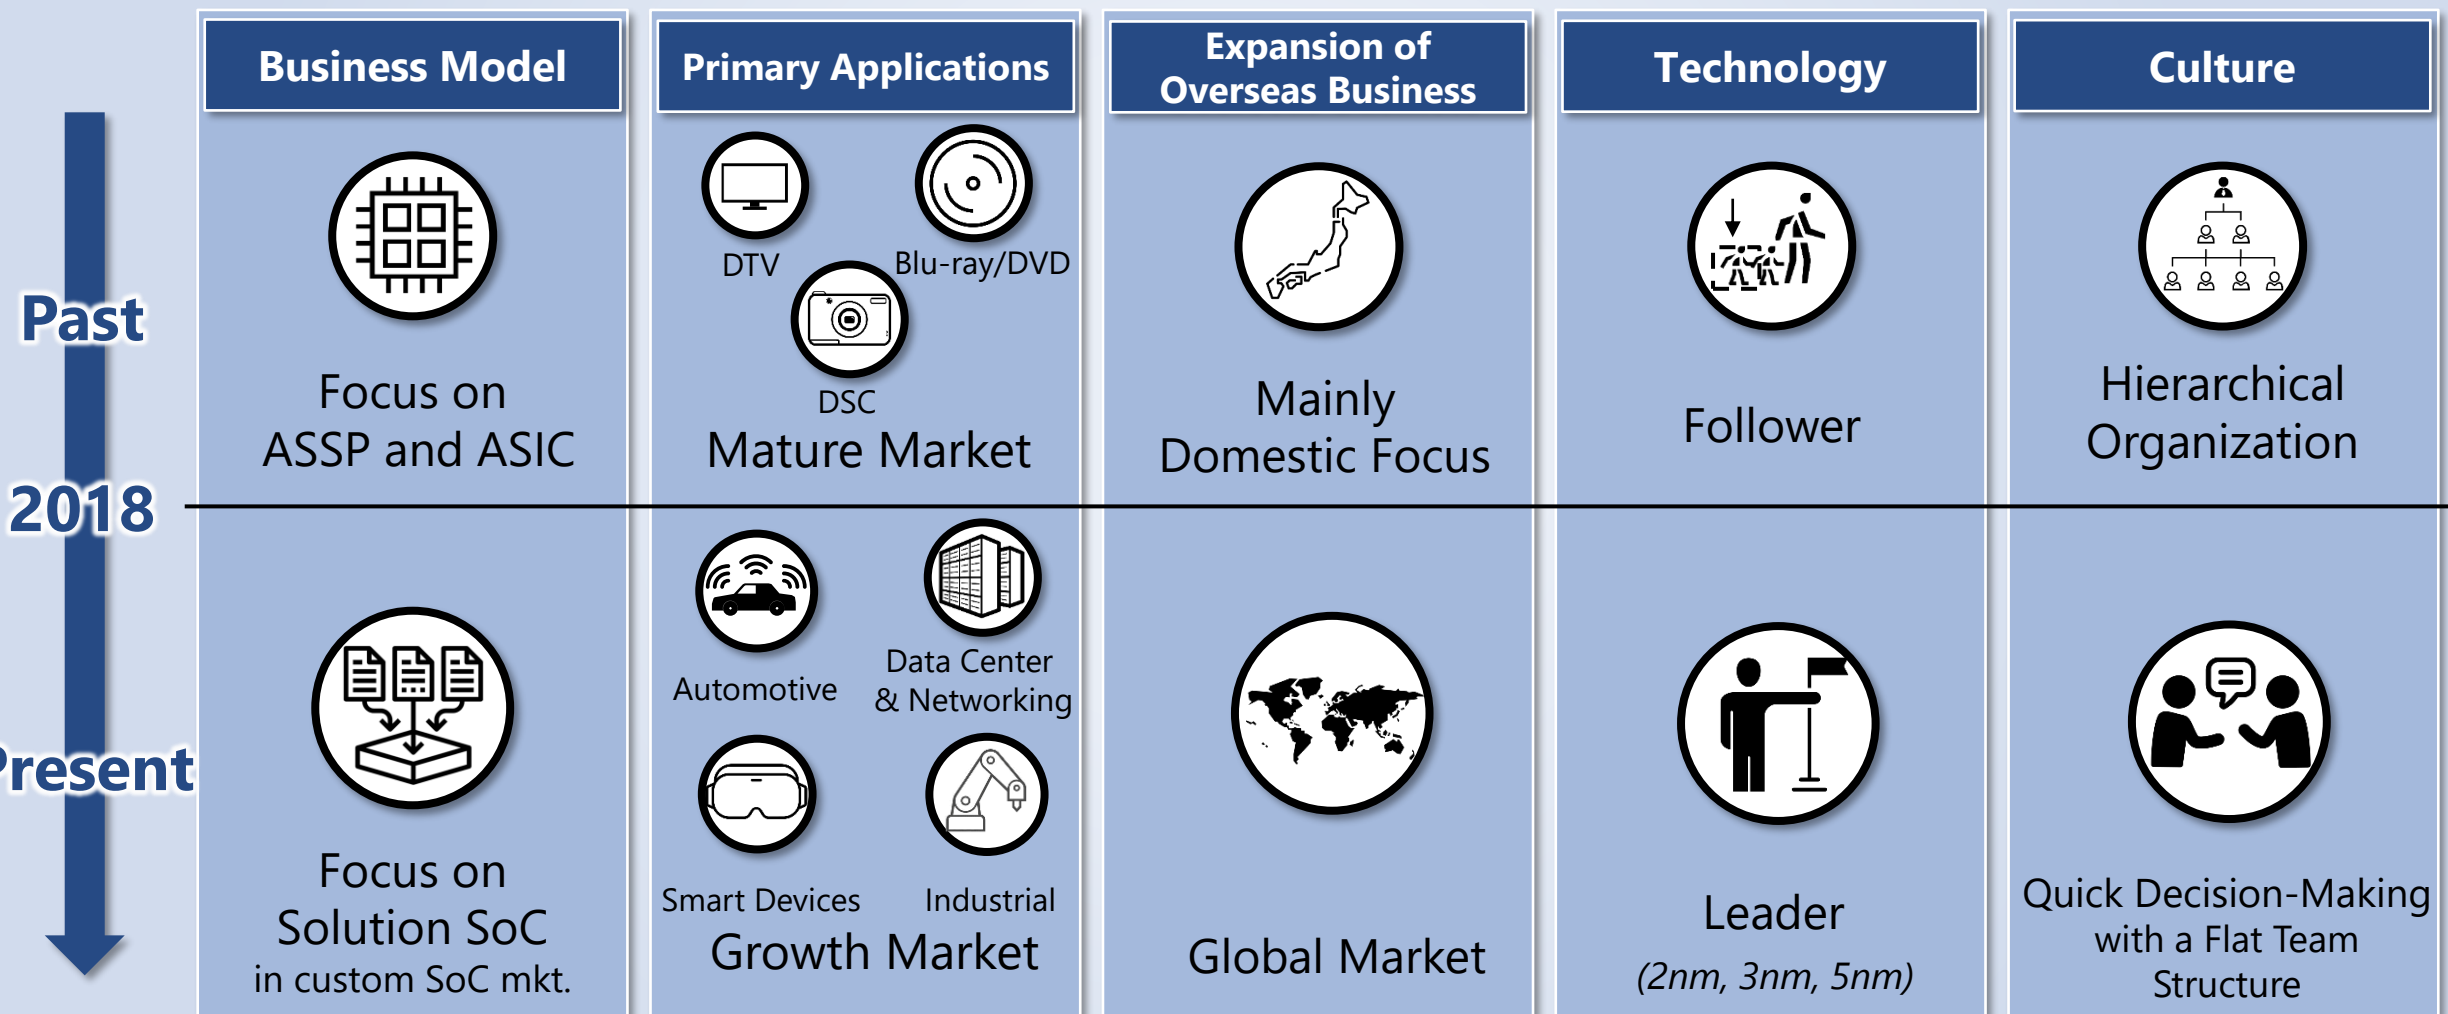 Business Model
Primary Applications
Expansion of
Overseas Business
Technology
Culture
Past
DTV
Blu-ray/DVD
DSC
Focus on
ASSP and ASIC
Mature Market
Mainly
Domestic Focus
Follower
Hierarchical
Organization
2018
Present
Automotive
Data Center
& Networking
Smart Devices
Industrial
Focus on
Solution SoC
in custom SoC mkt.
Growth Market
Global Market
Leader
(2nm, 3nm, 5nm)
Quick Decision-Making
with a Flat Team
Structure